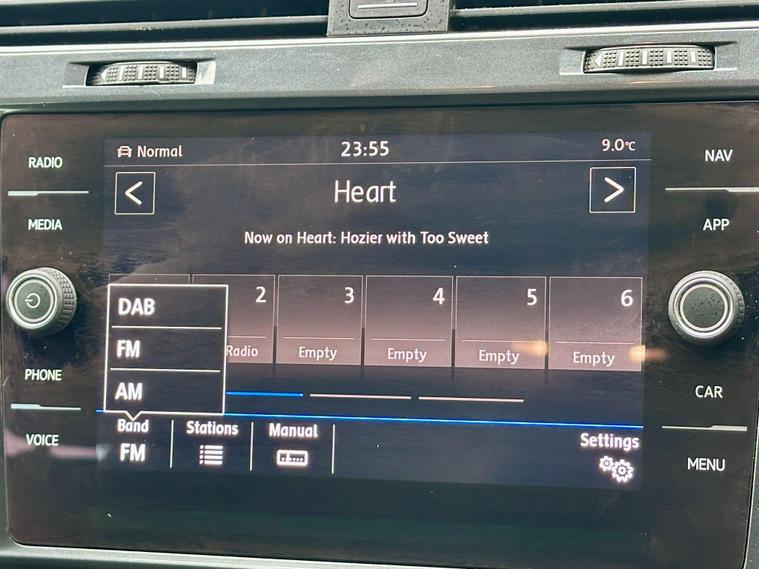 RADIO
MEDIA
PHONE
VOICE
Normal
23:55
9.0°C
Heart
Now on Heart: Hozier with Too Sweet
DAB
FM
AM
2
3
4
5
6
Radio
Empty
Empty
Empty
Empty
Band
FM
Stations
Manual
Settings
NAV
APP
CAR
MENU